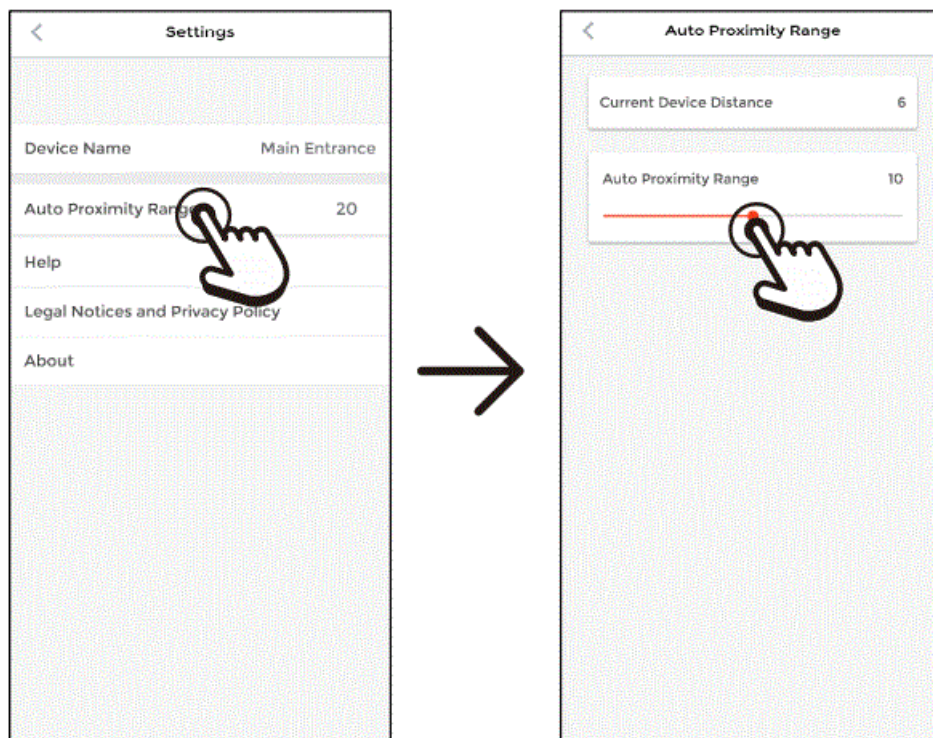 Settings
Device Name Main Entrance
Auto Proximity Range 20
Help
Legal Notices and Privacy Policy
About
Auto Proximity Range
Current Device Distance 6
Auto Proximity Range 10